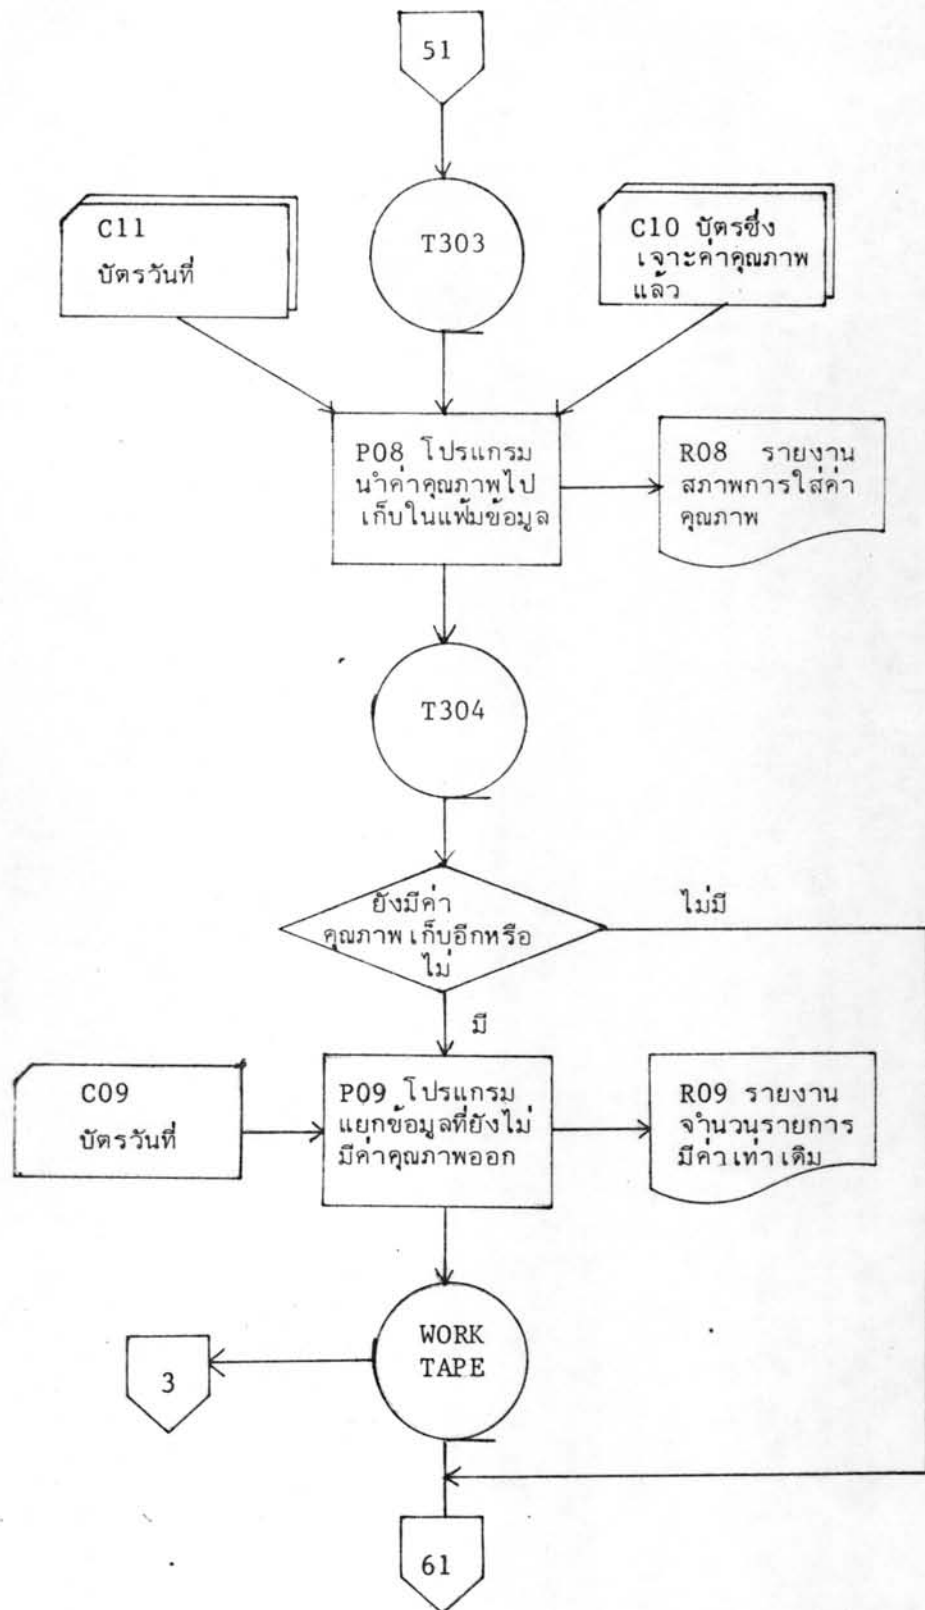 51
C11
บัตรวันที่
T303
C10 บัตรซึ่ง
เจาะค่าคุณภาพ
แล้ว
P08 โปรแกรม
นำค่าคุณภาพไป
เก็บในแฟ้มข้อมูล
R08 รายงาน
สภาพการใส่ค่า
คุณภาพ
T304
ยังมีค่า
คุณภาพเก็บอีกหรือ
ไม่
ไม่มี
มี
C09
บัตรวันที่
P09 โปรแกรม
แยกข้อมูลที่ยังไม่
มีค่าคุณภาพออก
R09 รายงาน
จำนวนรายการ
มีค่าเท่าเดิม
WORK
TAPE
3
61